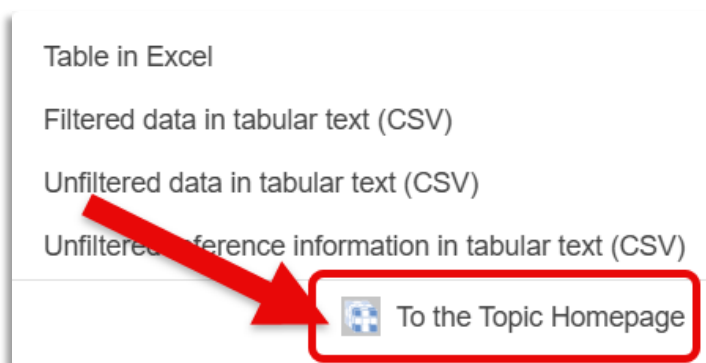 Table in Excel
Filtered data in tabular text (CSV)
Unfiltered data in tabular text (CSV)
Unfiltered information in tabular text (CSV)
To the Topic Homepage